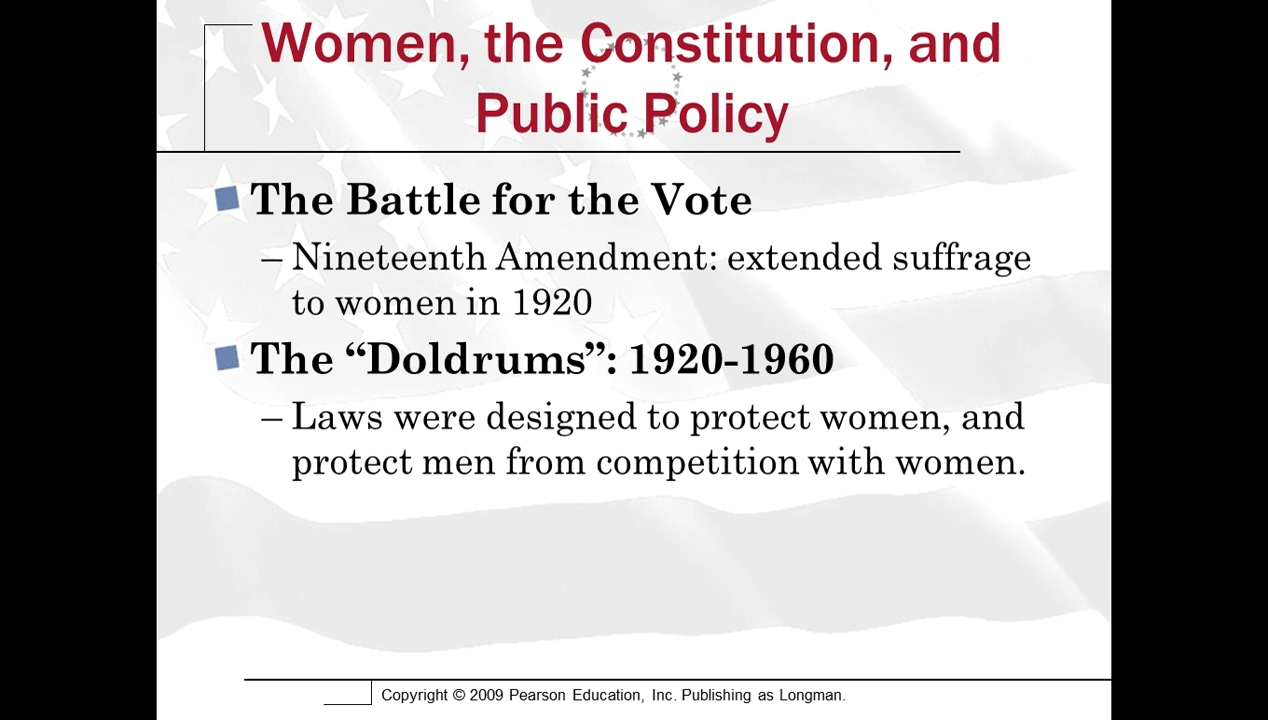 Women, the Constitution, and
Public Policy
The Battle for the Vote
– Nineteenth Amendment: extended suffrage
to women in 1920
The “Doldrums”: 1920-1960
– Laws were designed to protect women, and
protect men from competition with women.
Copyright © 2009 Pearson Education, Inc. Publishing as Longman.